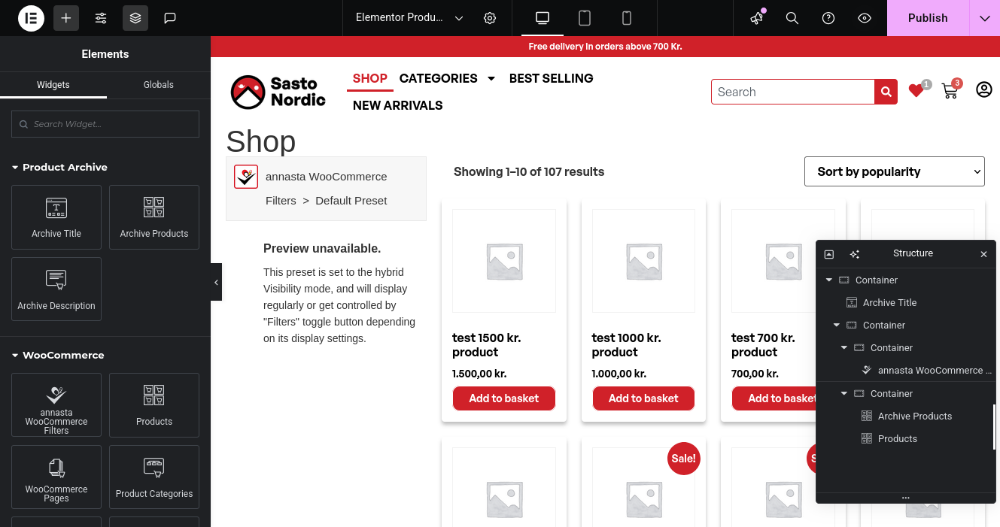 Elementor Produ...
Publish
Elements
Widgets
Globals
Search Widget...
Product Archive
Archive Title
Archive Products
Archive Description
WooCommerce
annasta
WooCommerce
Filters
Products
WooCommerce
Pages
Product Categories
Free delivery in orders above 700 Kr.
Sasto
Nordic
SHOP
CATEGORIES
BEST SELLING
NEW ARRIVALS
Search
1
3
Shop
annasta WooCommerce
Filters > Default Preset
Preview unavailable.
This preset is set to the hybrid
Visibility mode, and will display
regularly or get controlled by
"Filters" toggle button depending
on its display settings.
Showing 1–10 of 107 results
Sort by popularity
test 1500 kr.
product
1.500,00 kr.
Add to basket
test 1000 kr.
product
1.000,00 kr.
Add to basket
test 700 kr.
product
700,00 kr.
Add to basket
Sale!
Structure
Container
Archive Title
Container
Container
annasta WooCommerce ...
Container
Archive Products
Products